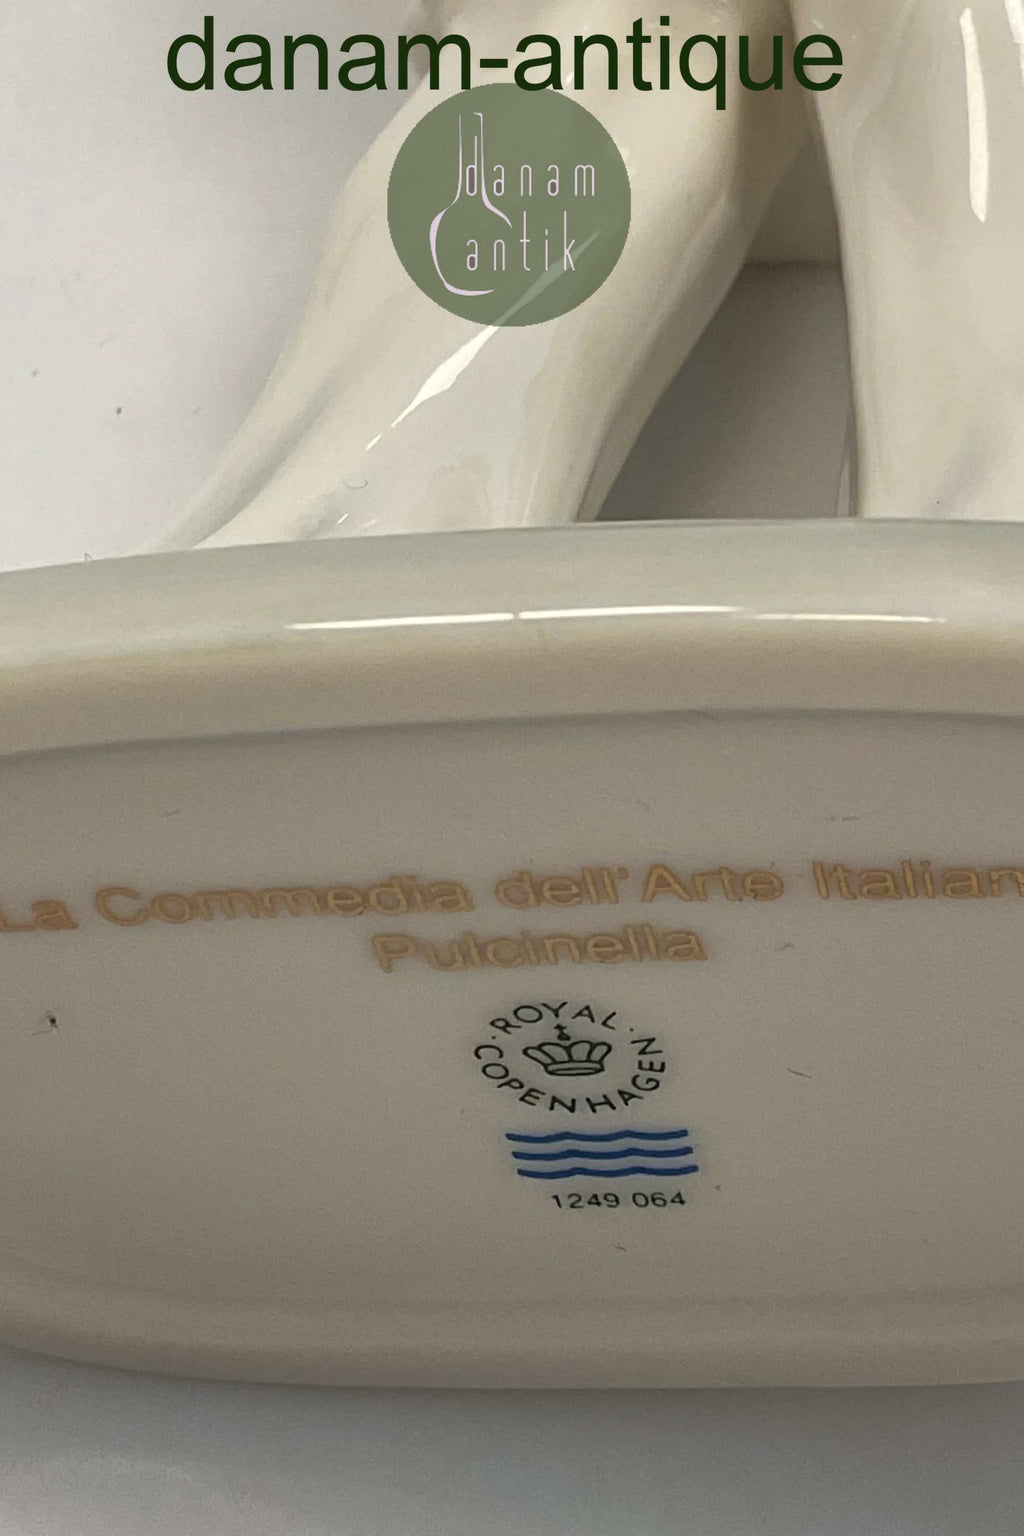 danam-antique
danam
antik
La Commedia dell'Arte Italian
Pulcinella
ROYAL
COPENHAGEN
1249 064